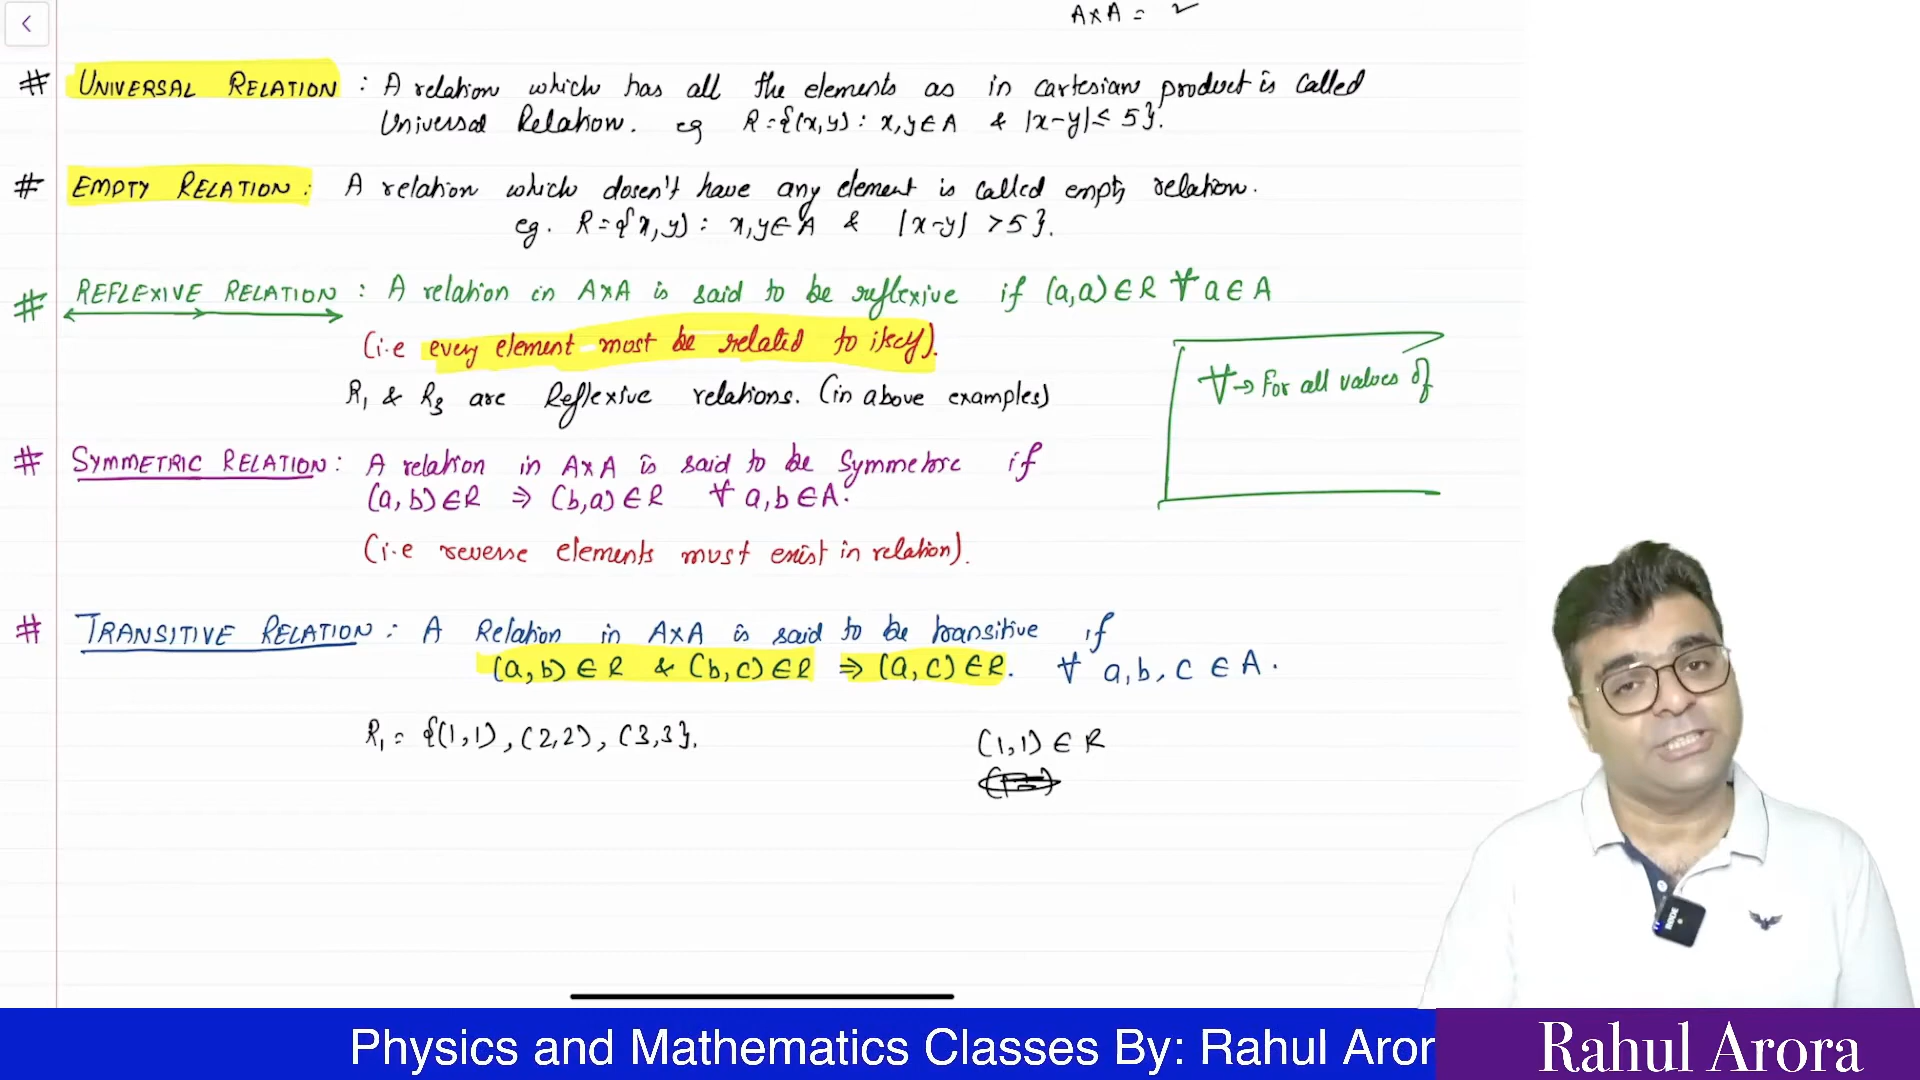 A×A =
# UNIVERSAL RELATION : A relation which has all the elements as in cartesian product is called
Universal Relation. eg R={(x,y) : x,y∈A & |x-y|≤ 5}.
# EMPTY RELATION : A relation which dosen't have any element is called empty relation.
eg. R={x,y) : x,y∈A & |x-y| >5}.
# REFLEXIVE RELATION : A relation in A×A is said to be reflexive if (a,a)∈R ∀ a∈A
(i.e every element must be related to itself).
R₁ & R₃ are Reflexive relations. (in above examples)
∀→ For all values of
# SYMMETRIC RELATION : A relation in A×A is said to be Symmetric if
(a,b)∈R ⇒ (b,a)∈R ∀ a,b∈A.
(i.e reverse elements must exist in relation).
# TRANSITIVE RELATION : A Relation in A×A is said to be transitive if
(a,b)∈R & (b,c)∈R ⇒ (a,c)∈R. ∀ a,b,c ∈ A.
R₁ = {(1,1), (2,2), (3,3}.
(1,1) ∈ R
RODE
Physics and Mathematics Classes By: Rahul Aror
Rahul Arora